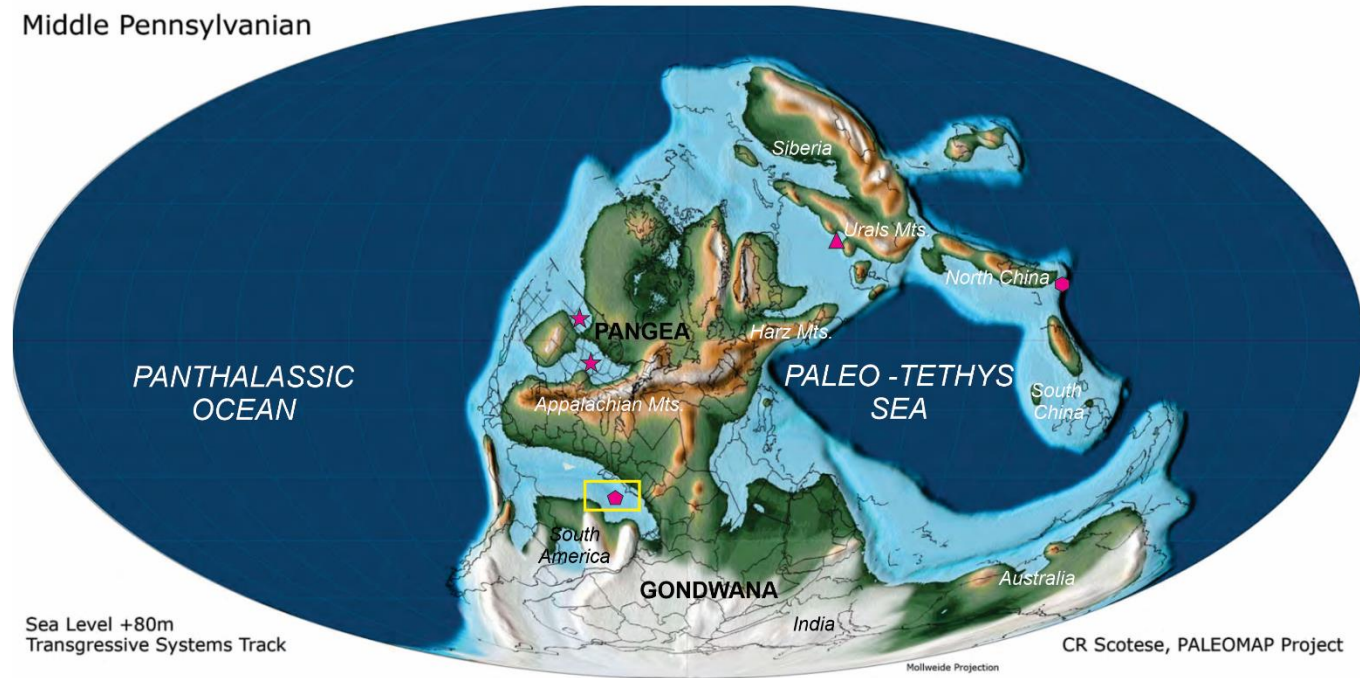 Middle Pennsylvanian
Siberia
Urals Mts.
North China
PANGEA
Harz Mts.
PANTHALASSIC
OCEAN
PALEO -TETHYS
SEA
Appalachian Mts.
South
China
South
America
GONDWANA
Australia
India
Sea Level +80m
Transgressive Systems Track
CR Scotese, PALEOMAP Project
Mollweide Projection